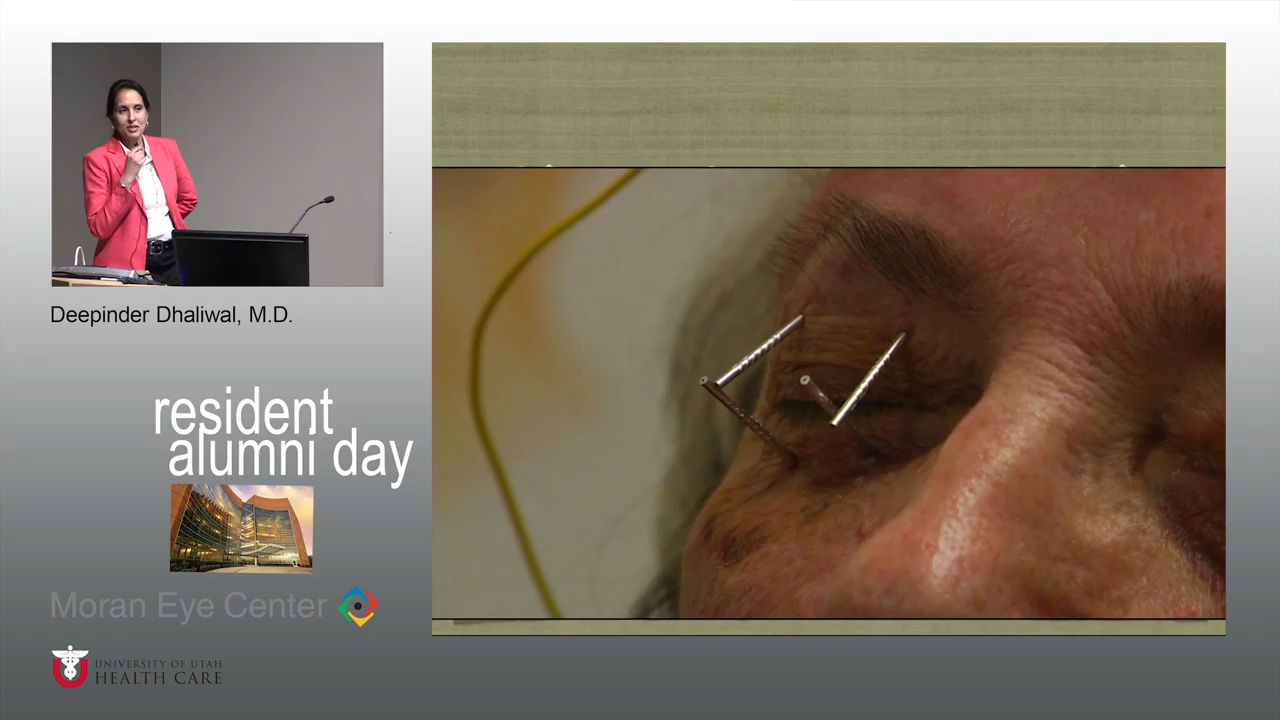 Deepinder Dhaliwal, M.D.
resident
alumni day
Moran Eye Center
UNIVERSITY OF UTAH
HEALTH CARE